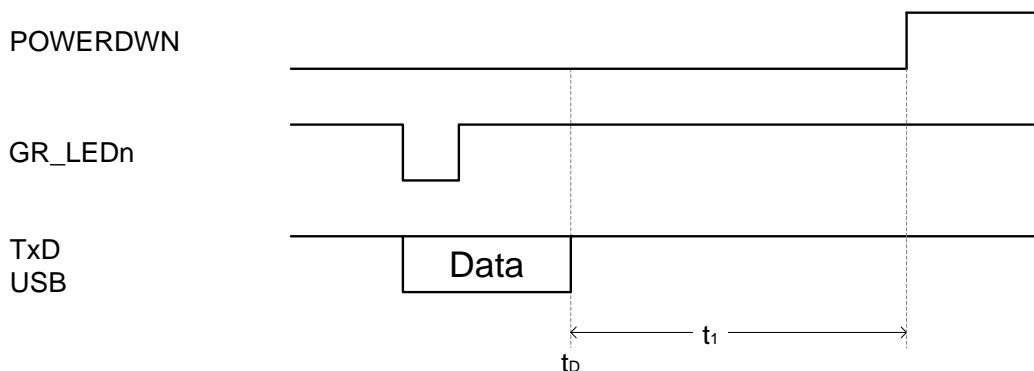 POWERDWN
GR_LEDn
TxD
USB
Data
t1
tD